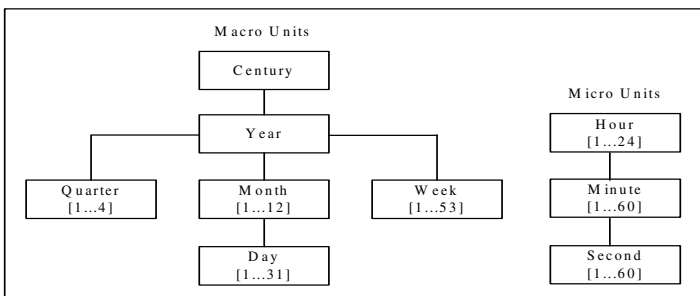 Macro Units
Century
Year
Quarter
[1...4]
Month
[1...12]
Week
[1...53]
Day
[1...31]
Micro Units
Hour
[1...24]
Minute
[1...60]
Second
[1...60]